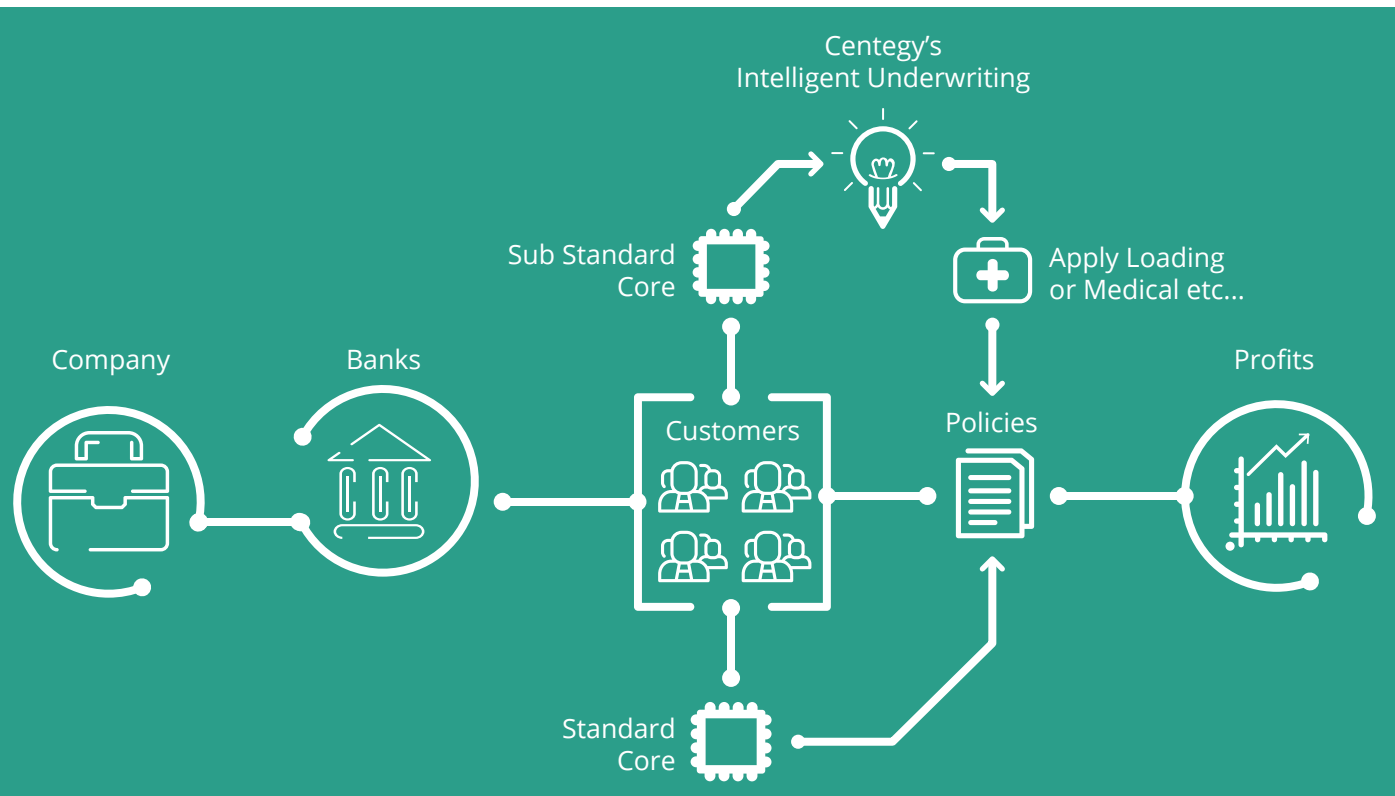 Centegy’s
Intelligent Underwriting
Sub Standard
Core
Apply Loading
or Medical etc...
Company
Banks
Profits
Customers
Policies
Standard
Core